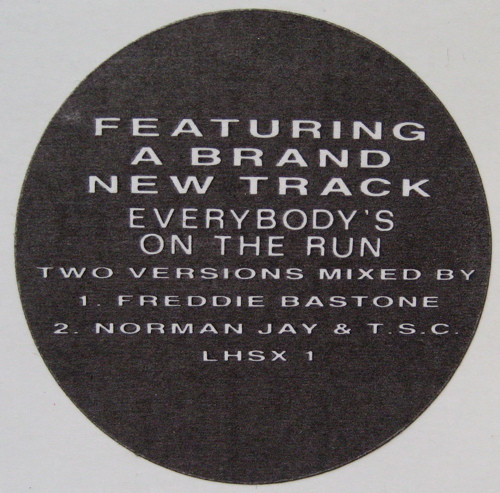 FEATURING
A BRAND
NEW TRACK
EVERYBODY'S
ON THE RUN
TWO VERSIONS MIXED BY
1. FREDDIE BASTONE
2. NORMAN JAY & T.S.C.
LHSX 1